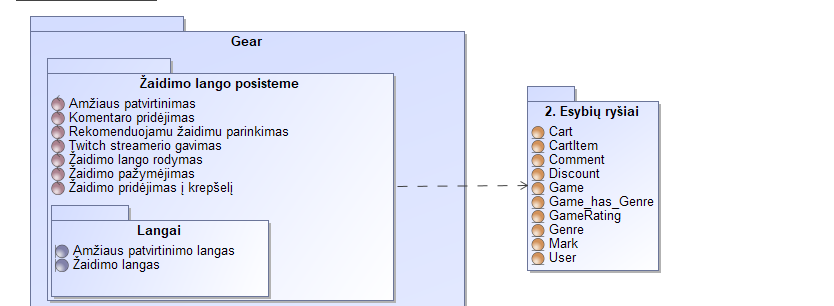 Gear
Žaidimo lango posisteme
Amžiaus patvirtinimas
Komentaro pridėjimas
Rekomenduojamu žaidimu parinkimas
Twitch streamerio gavimas
Žaidimo lango rodymas
Žaidimo pažymėjimas
Žaidimo pridėjimas į krepšelį
Langai
Amžiaus patvirtinimo langas
Žaidimo langas
2. Esybių ryšiai
Cart
CartItem
Comment
Discount
Game
Game_has_Genre
GameRating
Genre
Mark
User